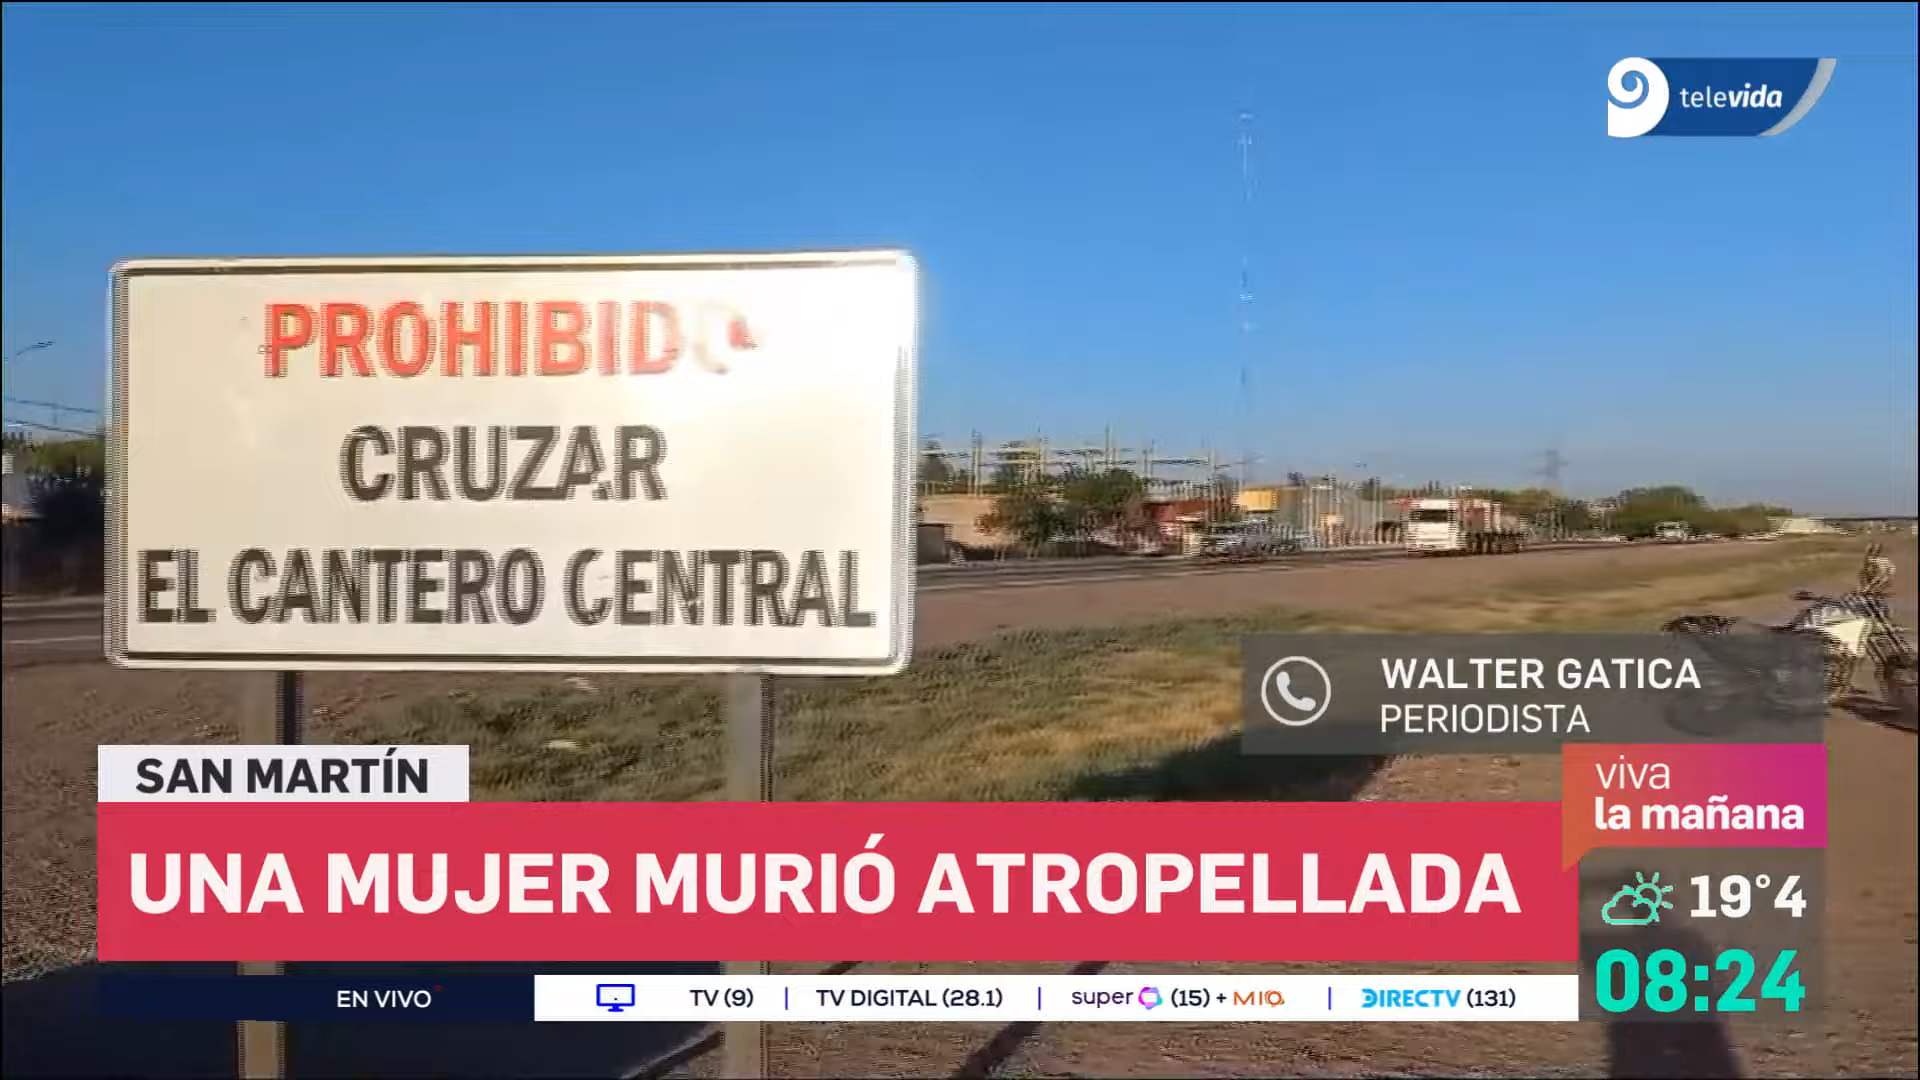 9 televida
PROHIBIDO
CRUZAR
EL CANTERO CENTRAL
WALTER GATICA
PERIODISTA
SAN MARTÍN
viva
la mañana
UNA MUJER MURIÓ ATROPELLADA
19°4
EN VIVO
TV (9) | TV DIGITAL (28.1) | super (15) + MIO | DIRECTV (131)
08:24